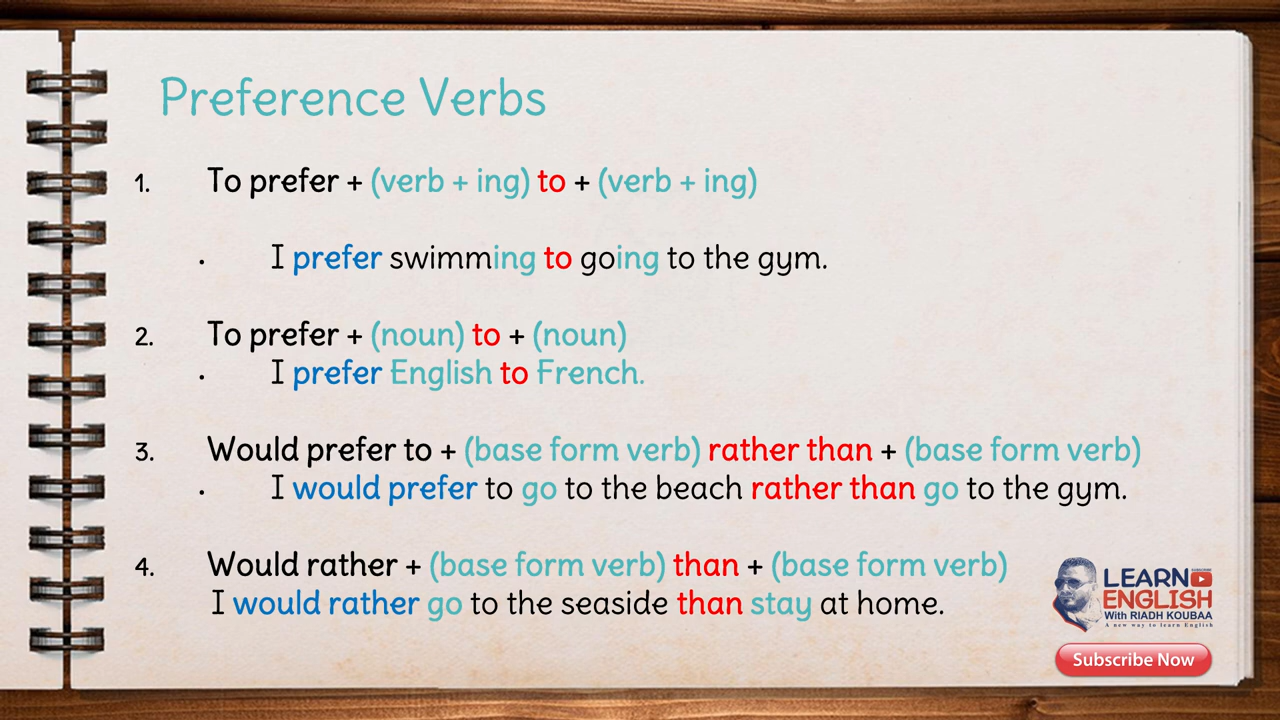 Preference Verbs
1. To prefer + (verb + ing) to + (verb + ing)
• I prefer swimming to going to the gym.
2. To prefer + (noun) to + (noun)
• I prefer English to French.
3. Would prefer to + (base form verb) rather than + (base form verb)
• I would prefer to go to the beach rather than go to the gym.
4. Would rather + (base form verb) than + (base form verb)
I would rather go to the seaside than stay at home.
LEARN
ENGLISH
With RIADH KOUBAA
A new way to learn English
Subscribe Now